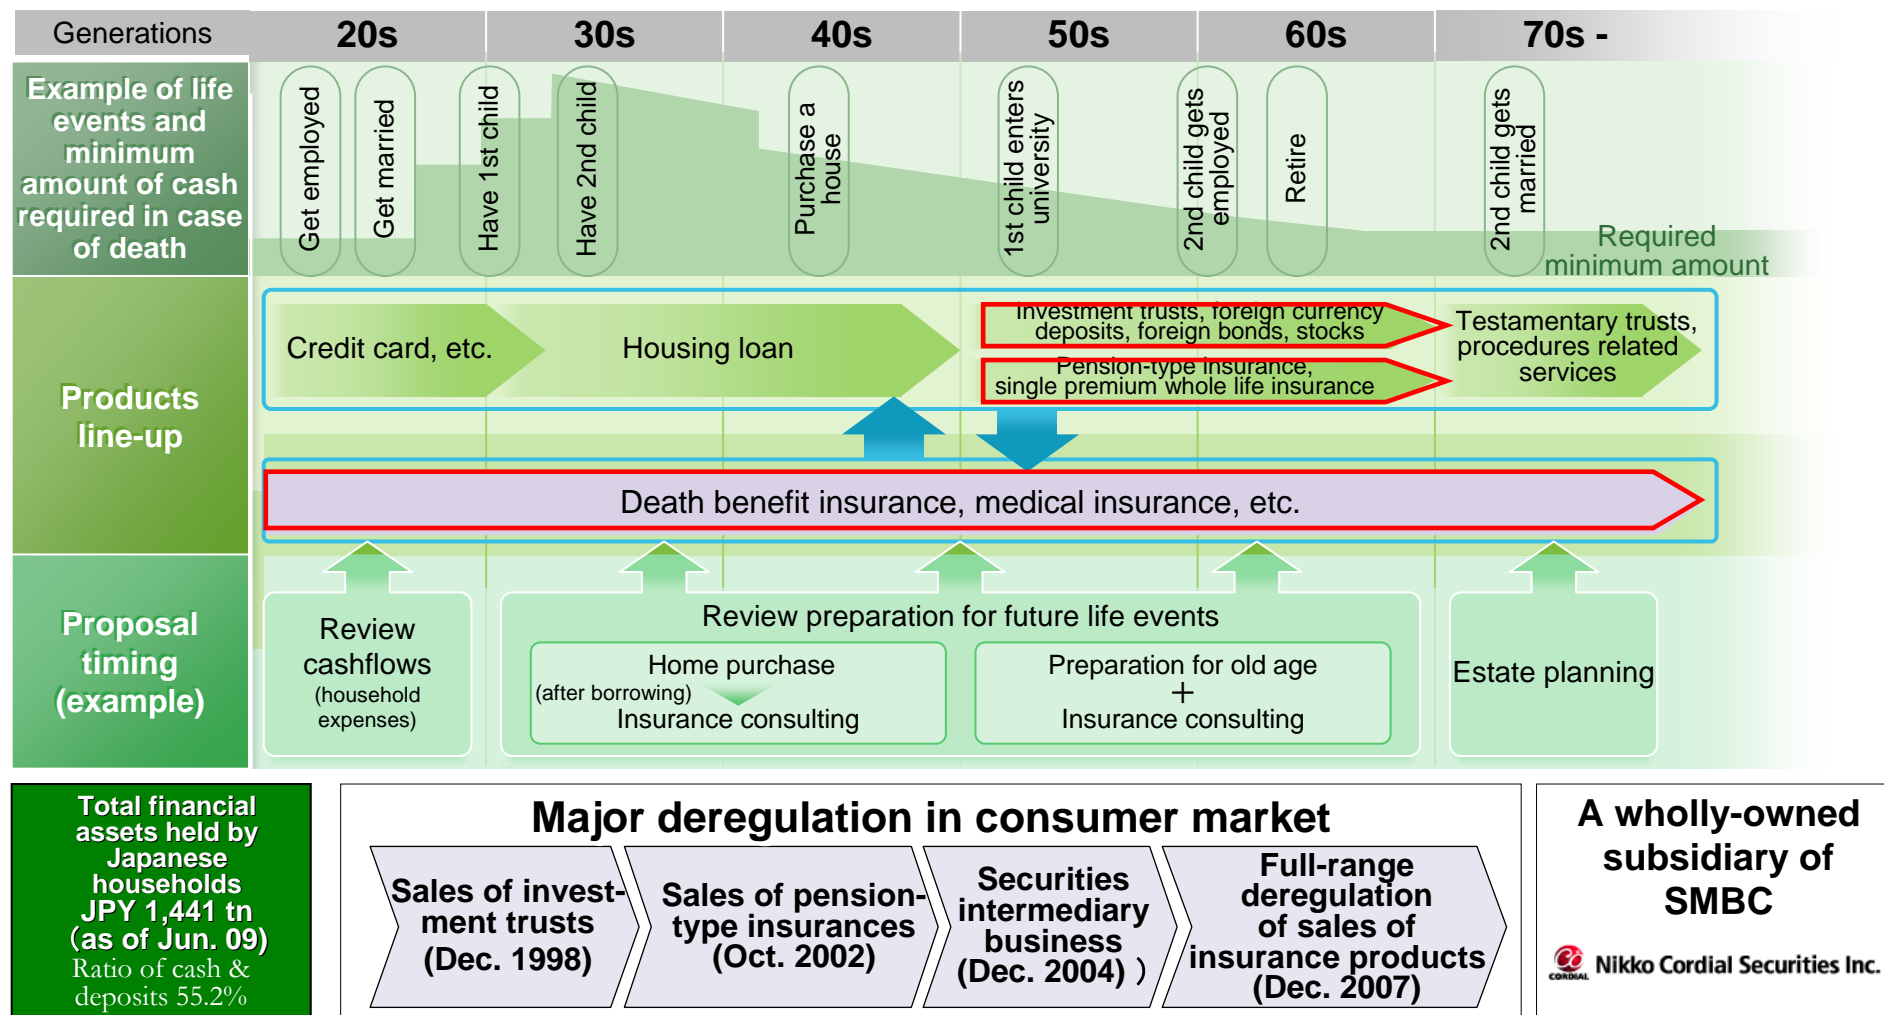 Generations
20s
30s
40s
50s
60s
70s -
Example of life
events and
minimum
amount of cash
required in case
of death
Get employed
Get married
Have 1st child
Have 2nd child
Purchase a
house
1st child enters
university
2nd child gets
employed
Retire
2nd child gets
married
Required
minimum amount
Products
line-up
Credit card, etc.
Housing loan
Investment trusts, foreign currency
deposits, foreign bonds, stocks
Pension-type insurance,
single premium whole life insurance
Testamentary trusts,
procedures related
services
Death benefit insurance, medical insurance, etc.
Proposal
timing
(example)
Review
cashflows
(household
expenses)
Review preparation for future life events
Home purchase
(after borrowing)
Insurance consulting
Preparation for old age
+
Insurance consulting
Estate planning
Total financial
assets held by
Japanese
households
JPY 1,441 tn
(as of Jun. 09)
Ratio of cash &
deposits 55.2%
Major deregulation in consumer market
Sales of invest-
ment trusts
(Dec. 1998)
Sales of pension-
type insurances
(Oct. 2002)
Securities
intermediary
business
(Dec. 2004) )
Full-range
deregulation
of sales of
insurance products
(Dec. 2007)
A wholly-owned
subsidiary of
SMBC
CORDIAL
Nikko Cordial Securities Inc.